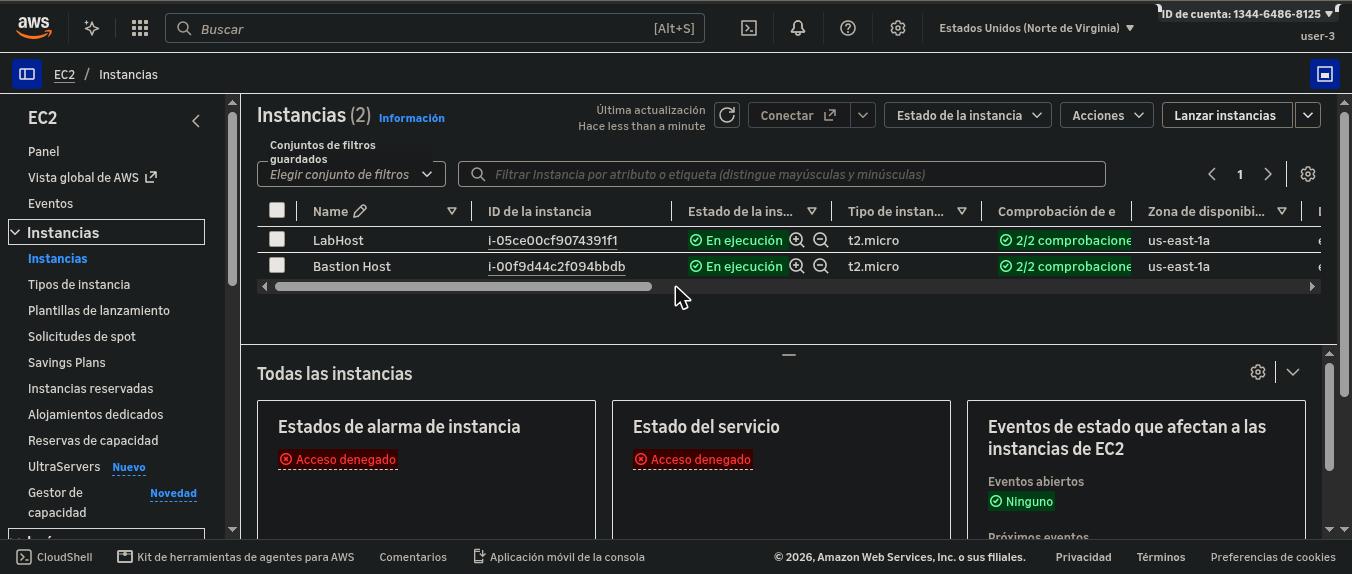 aws
Buscar
[Alt+S]
Estados Unidos (Norte de Virginia)
ID de cuenta: 1344-6486-8125
user-3
EC2 / Instancias
EC2
Panel
Vista global de AWS
Eventos
Instancias
Instancias
Tipos de instancia
Plantillas de lanzamiento
Solicitudes de spot
Savings Plans
Instancias reservadas
Alojamientos dedicados
Reservas de capacidad
UltraServers Nuevo
Gestor de Novedad
capacidad
Instancias (2) Información
Última actualización
Hace less than a minute
Conectar
Estado de la instancia
Acciones
Lanzar instancias
Conjuntos de filtros
guardados
Elegir conjunto de filtros
Filtrar Instancia por atributo o etiqueta (distingue mayúsculas y minúsculas)
1
Name ID de la instancia Estado de la ins... Tipo de instan... Comprobación de e Zona de disponibi...
LabHost i-05ce00cf9074391f1 En ejecución t2.micro 2/2 comprobacione us-east-1a
Bastion Host i-00f9d44c2f094bbdb En ejecución t2.micro 2/2 comprobacione us-east-1a
Todas las instancias
Estados de alarma de instancia
Acceso denegado
Estado del servicio
Acceso denegado
Eventos de estado que afectan a las
instancias de EC2
Eventos abiertos
Ninguno
Próximos eventos
CloudShell
Kit de herramientas de agentes para AWS
Comentarios
Aplicación móvil de la consola
© 2026, Amazon Web Services, Inc. o sus filiales.
Privacidad
Términos
Preferencias de cookies